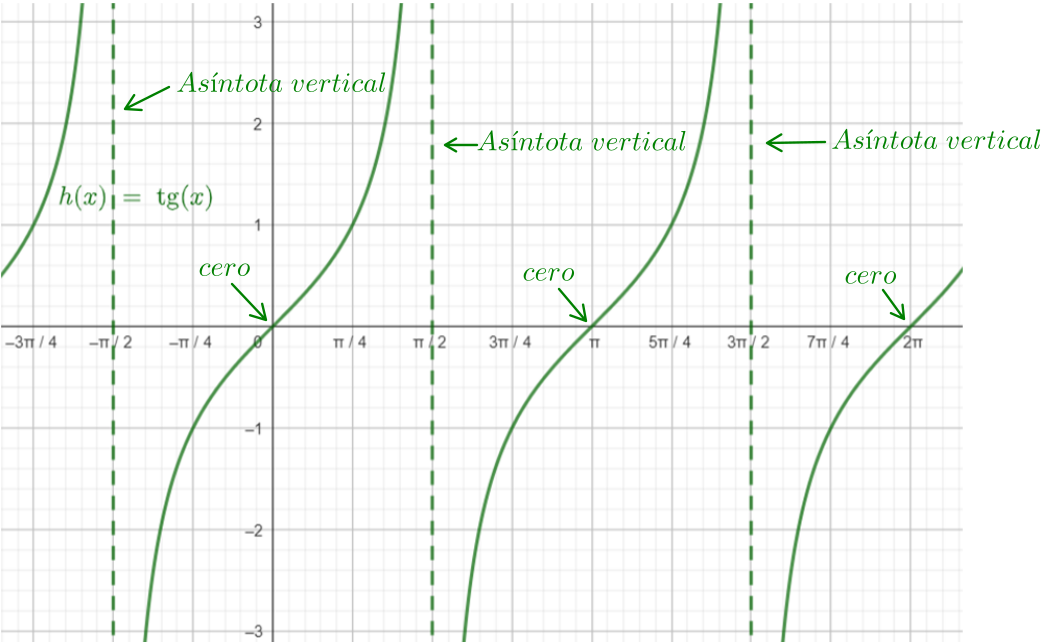 3
Asíntota vertical
2
Asíntota vertical
Asíntota vertical
h(x) = tg(x)
1
cero
cero
cero
−3π / 4
−π / 2
−π / 4
0
π / 4
π / 2
3π / 4
π
5π / 4
3π / 2
7π / 4
2π
−1
−2
−3